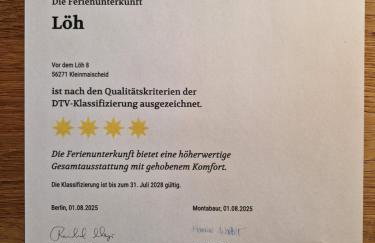 Die Ferienunterkunft
Löh
Vor dem Löh 8
56271 Kleinmaischeid
ist nach den Qualitätskriterien der
DTV-Klassifizierung ausgezeichnet.
Die Ferienunterkunft bietet eine höherwertige
Gesamtausstattung mit gehobenem Komfort.
Die Klassifizierung ist bis zum 31. Juli 2028 gültig.
Berlin, 01.08.2025
Montabaur, 01.08.2025